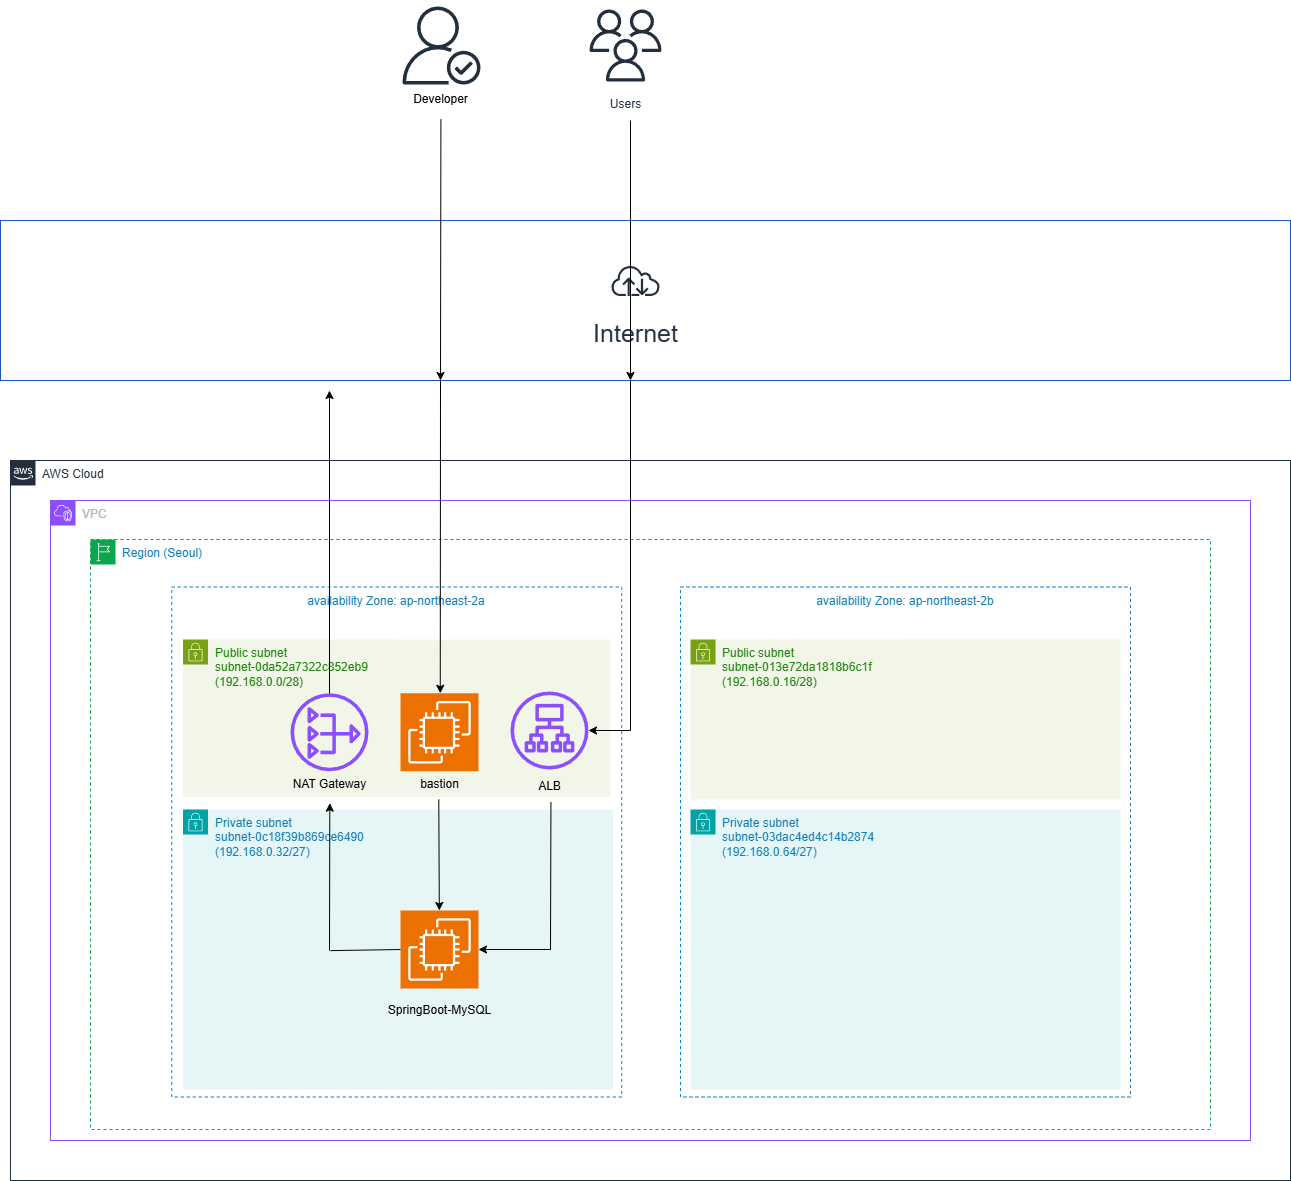 Developer
Users
Internet
aws
AWS Cloud
VPC
Region (Seoul)
availability Zone: ap-northeast-2a
Public subnet
subnet-0da52a7322c852eb9
(192.168.0.0/28)
NAT Gateway
bastion
ALB
Private subnet
subnet-0c18f39b869ce6490
(192.168.0.32/27)
SpringBoot-MySQL
availability Zone: ap-northeast-2b
Public subnet
subnet-013e72da1818b6c1f
(192.168.0.16/28)
Private subnet
subnet-03dac4ed4c14b2874
(192.168.0.64/27)